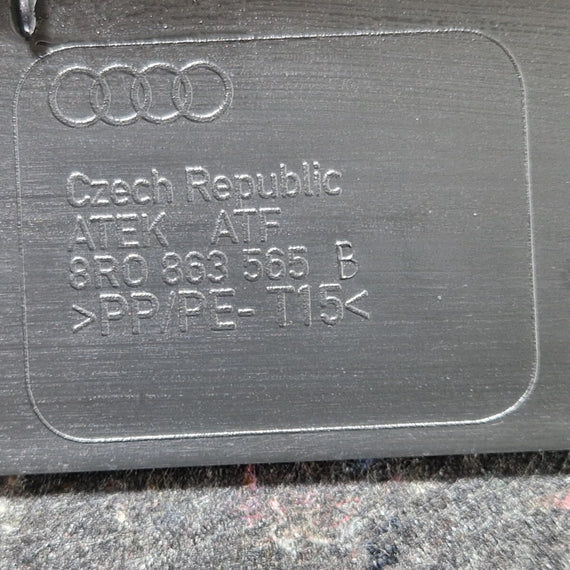 Czech Republic
ATEK ATF
8R0 863 565 B
>PP/PE-T15<